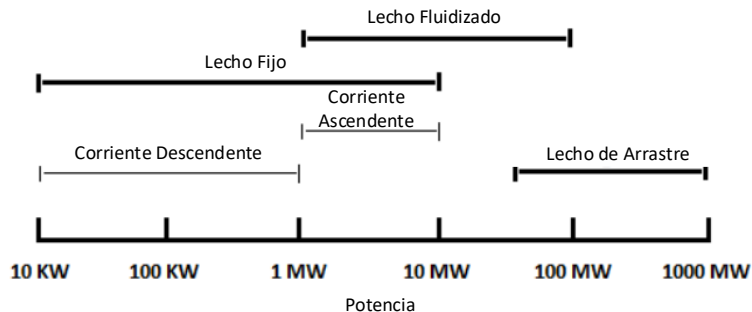 Lecho Fluidizado
Lecho Fijo
Corriente
Ascendente
Corriente Descendente
Lecho de Arrastre
10 KW 100 KW 1 MW 10 MW 100 MW 1000 MW
Potencia